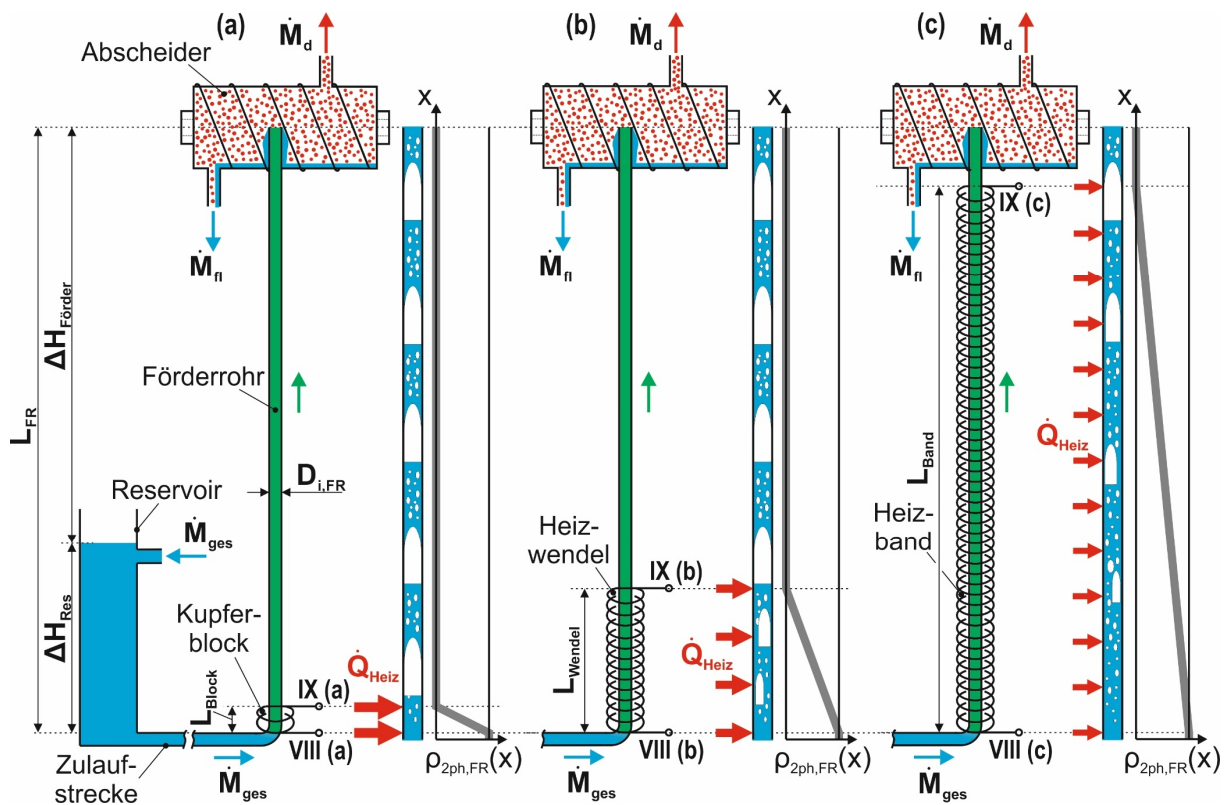 (a)
Ṁd
Abscheider
x
Ṁfl
ΔHFörder
LFR
Förderrohr
Di,FR
Reservoir
Ṁges
ΔHRes
Kupfer-
block
LBlock
Q̇Heiz
IX (a)
VIII (a)
Zulauf-
strecke
Ṁges
ρ2ph,FR(x)
(b)
Ṁd
x
Ṁfl
Heiz-
wendel
IX (b)
LWendel
Q̇Heiz
VIII (b)
Ṁges
ρ2ph,FR(x)
(c)
Ṁd
x
IX (c)
Ṁfl
LBand
Q̇Heiz
Heiz-
band
VIII (c)
Ṁges
ρ2ph,FR(x)